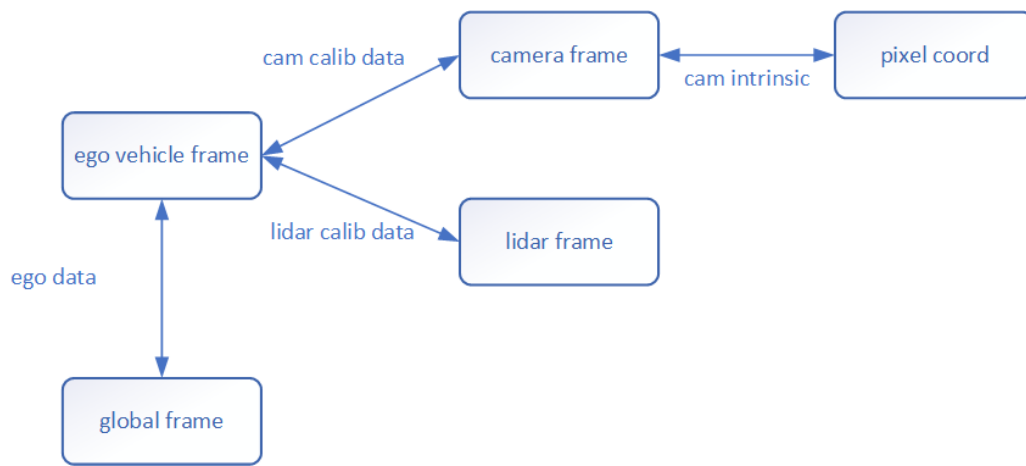 cam calib data
camera frame
pixel coord
cam intrinsic
ego vehicle frame
lidar calib data
lidar frame
ego data
global frame